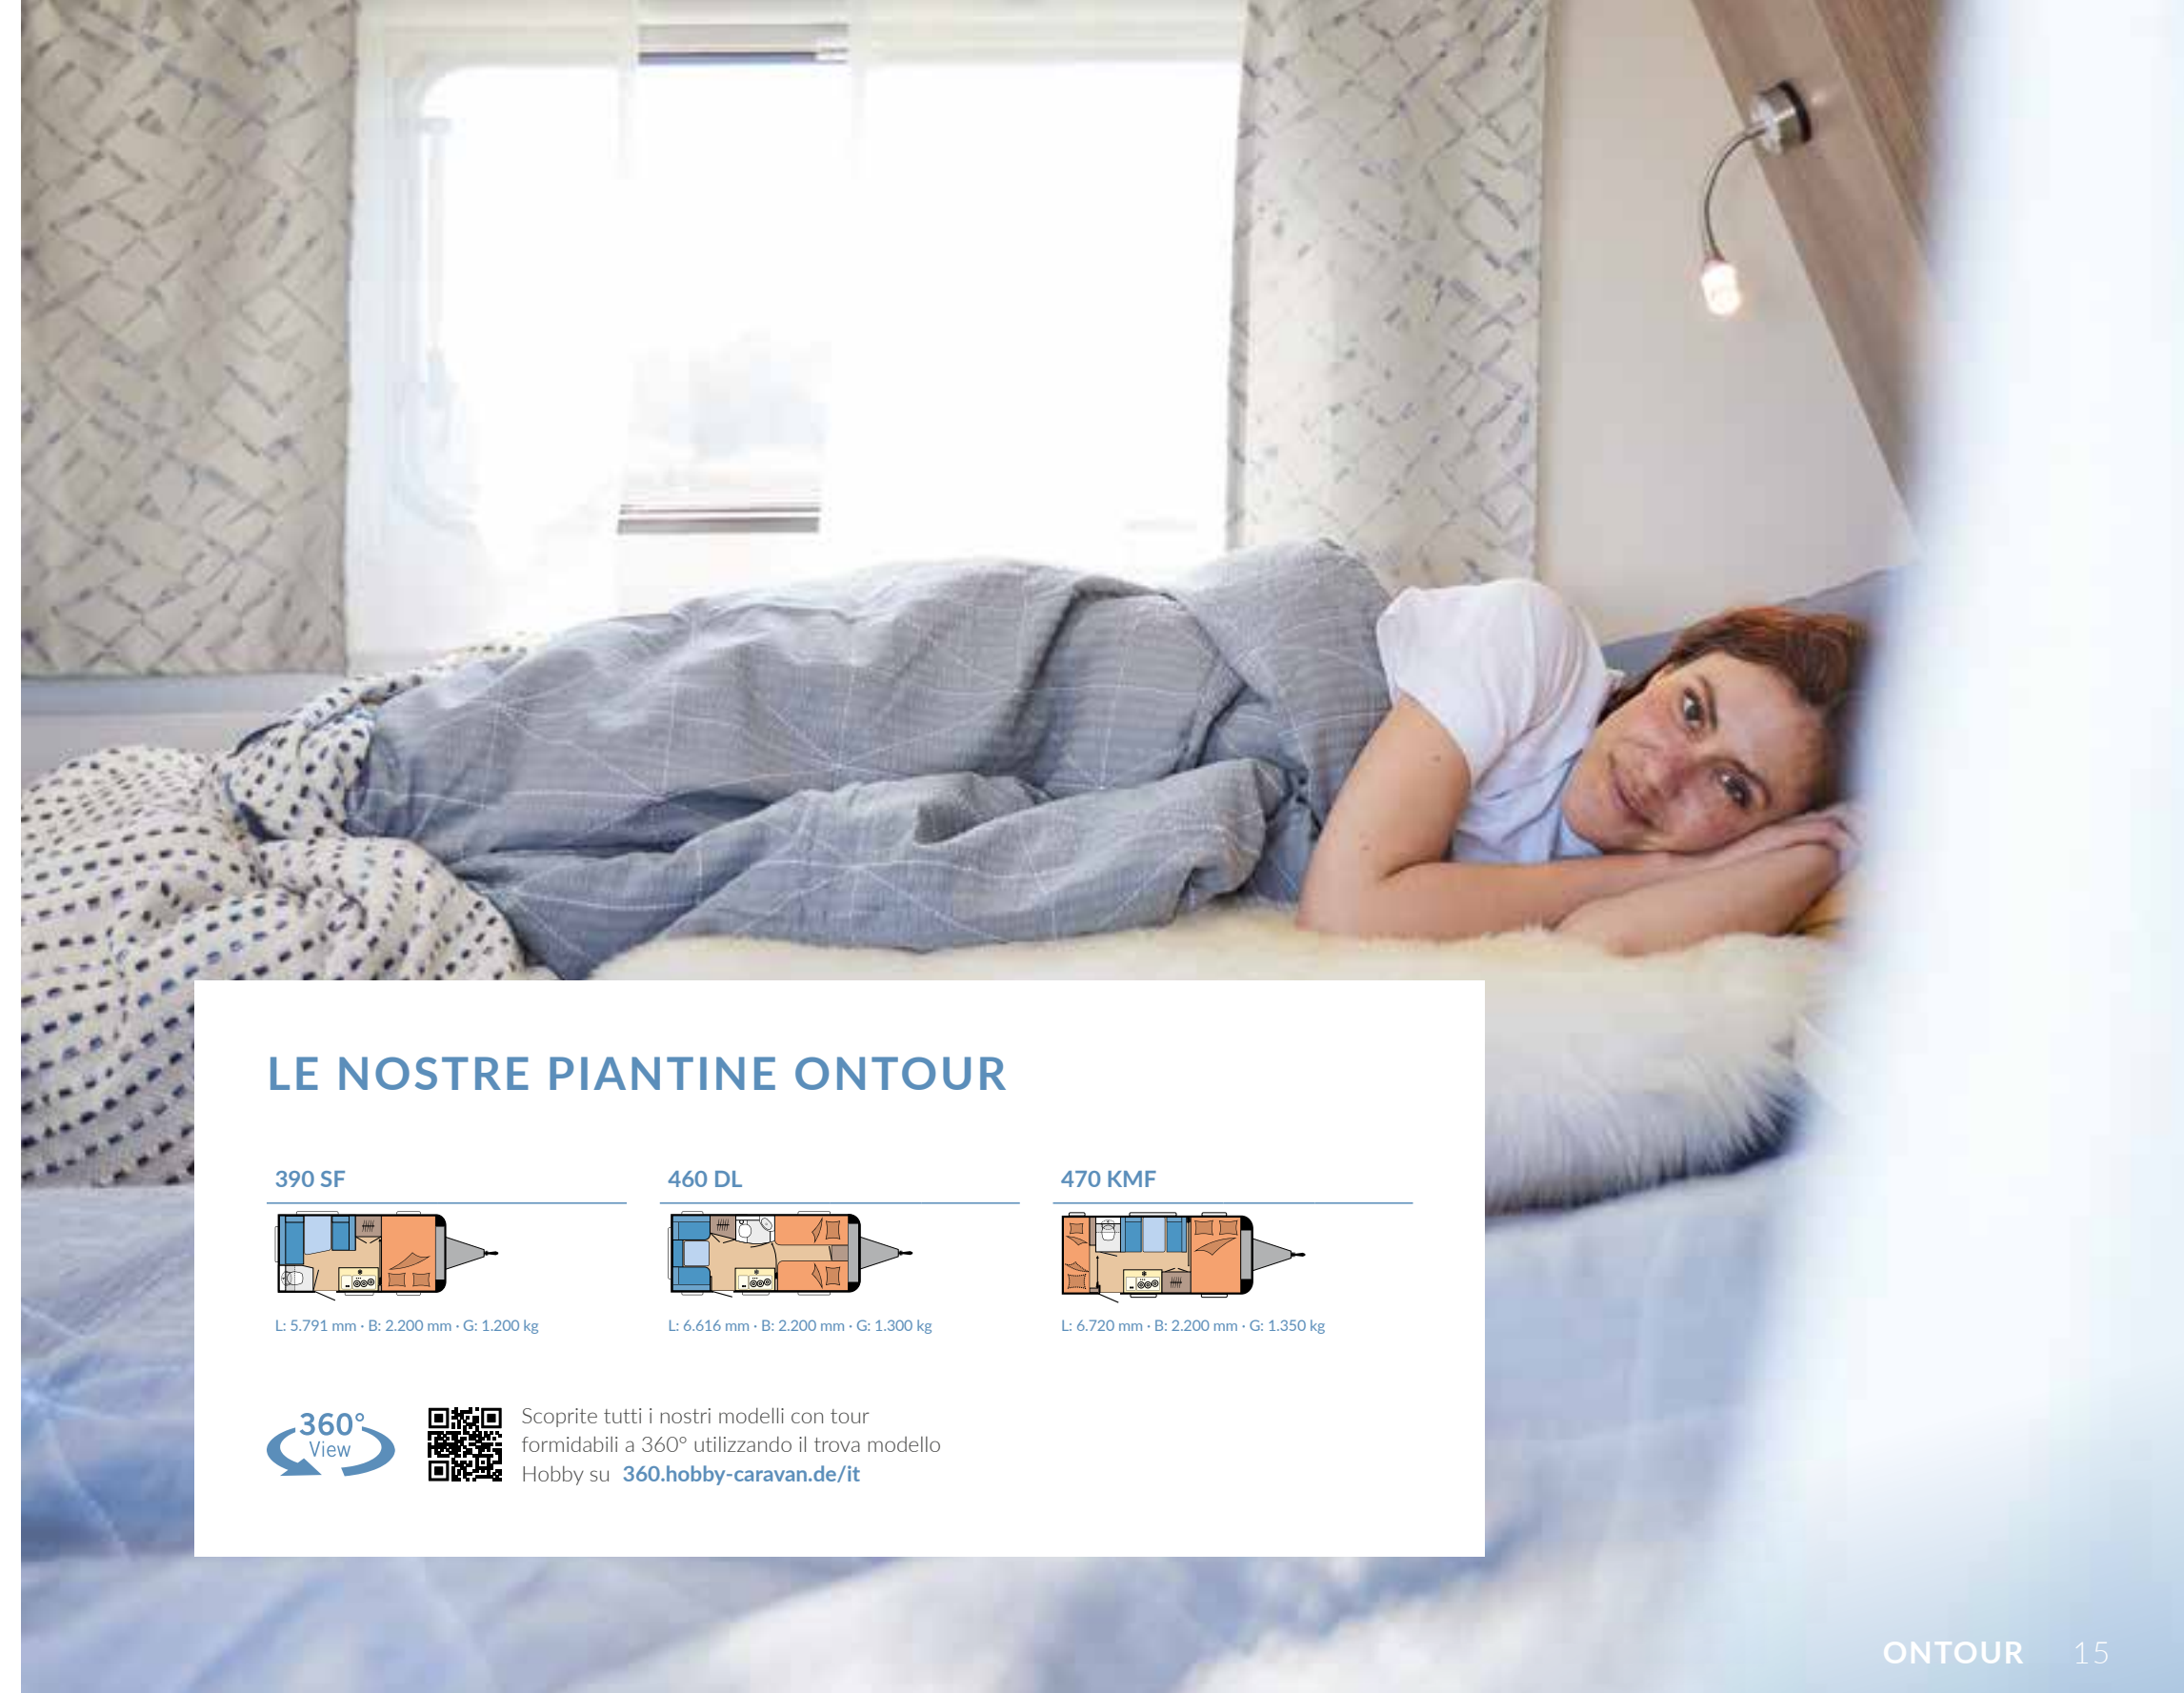 LE NOSTRE PIANTINE ONTOUR
390 SF
460 DL
470 KMF
L: 5.791 mm · B: 2.200 mm · G: 1.200 kg
L: 6.616 mm · B: 2.200 mm · G: 1.300 kg
L: 6.720 mm · B: 2.200 mm · G: 1.350 kg
360°
View
Scoprite tutti i nostri modelli con tour
formidabili a 360° utilizzando il trova modello
Hobby su 360.hobby-caravan.de/it
ONTOUR 15